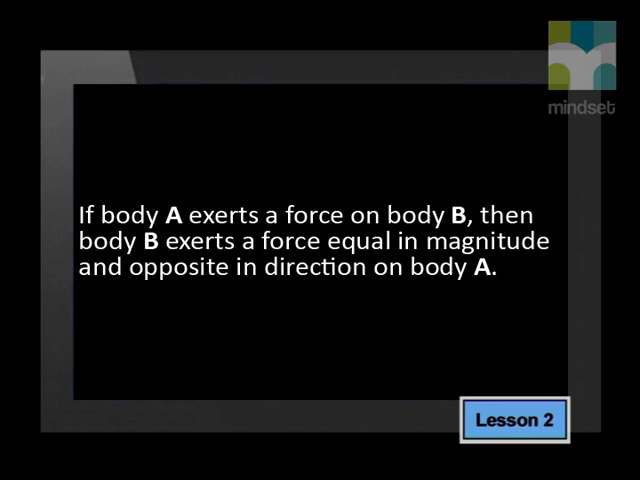 mindset
If body A exerts a force on body B, then
body B exerts a force equal in magnitude
and opposite in direction on body A.
Lesson 2